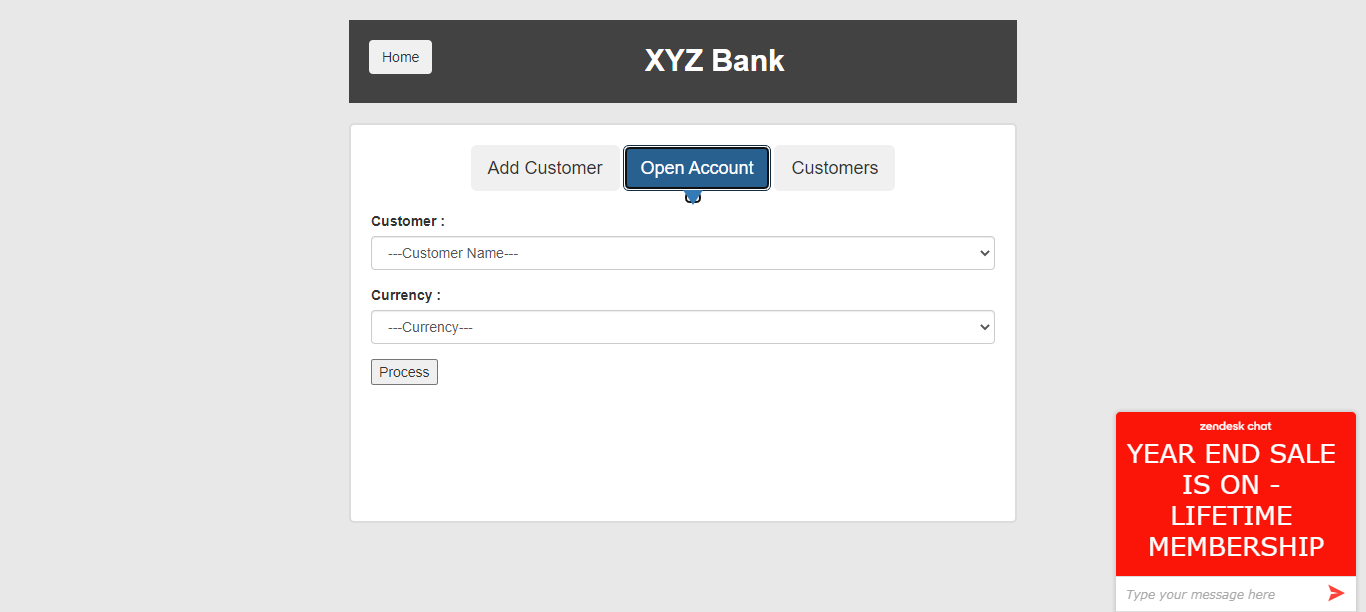 Home
XYZ Bank
Add Customer
Open Account
Customers
Customer :
---Customer Name---
Currency :
---Currency---
Process
zendesk chat
YEAR END SALE
IS ON -
LIFETIME
MEMBERSHIP
Type your message here